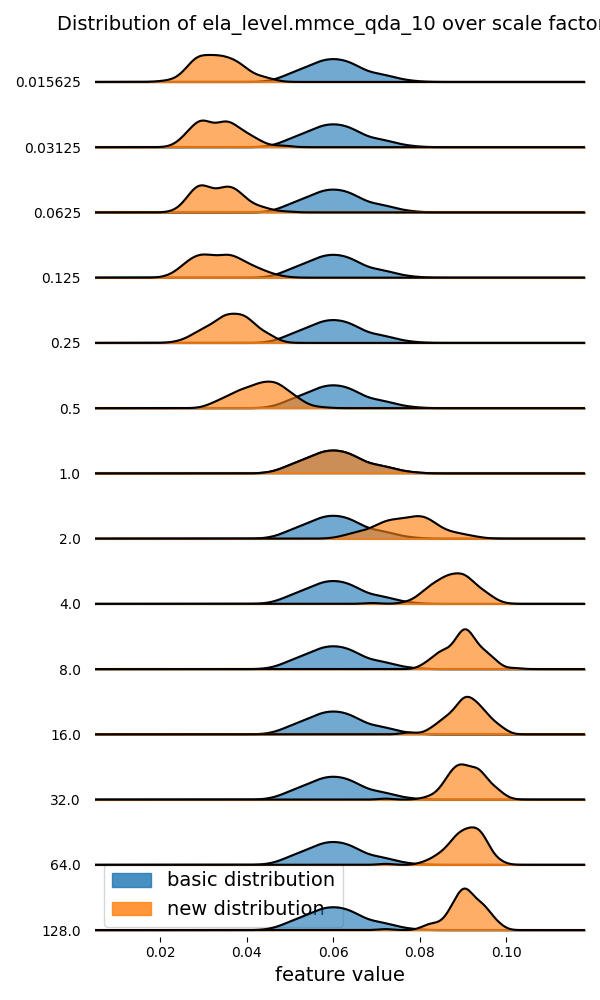 Distribution of ela_level.mmce_qda_10 over scale factor
0.015625
0.03125
0.0625
0.125
0.25
0.5
1.0
2.0
4.0
8.0
16.0
32.0
64.0
basic distribution
new distribution
128.0
0.02 0.04 0.06 0.08 0.10
feature value